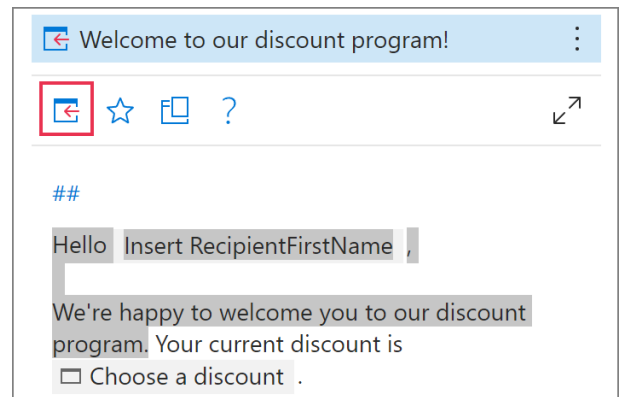 Welcome to our discount program!
?
##
Hello Insert RecipientFirstName ,
We're happy to welcome you to our discount
program. Your current discount is
Choose a discount .